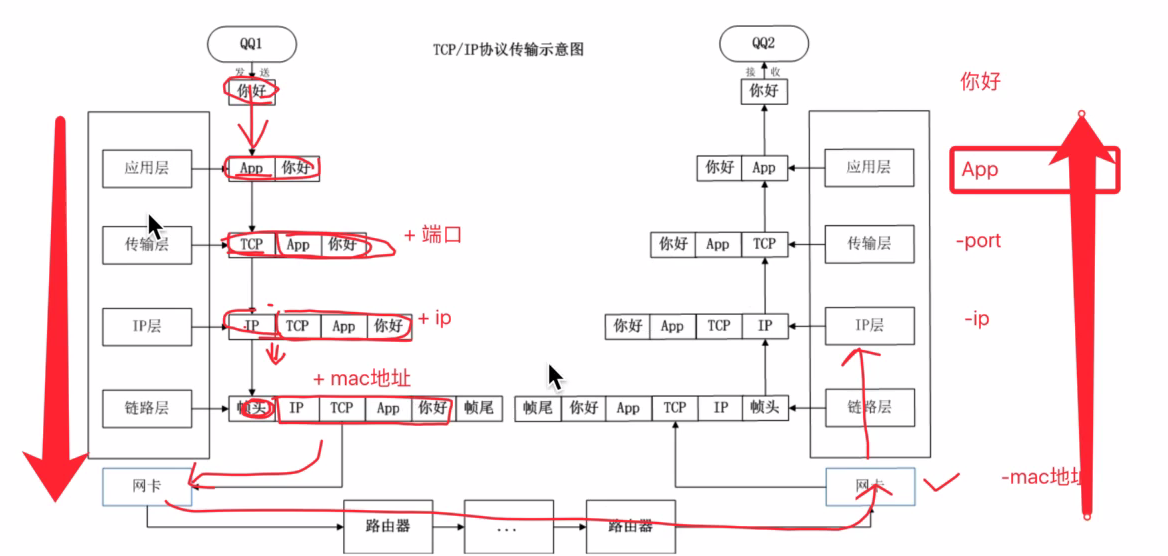 QQ1
TCP/IP协议传输示意图
QQ2
发 送
接 收
你好
你好
你好
应用层
App 你好
你好 App
应用层
App
传输层
TCP App 你好
+ 端口
你好 App TCP
传输层
-port
IP层
IP TCP App 你好
+ ip
你好 App TCP IP
IP层
-ip
+ mac地址
链路层
帧头 IP TCP App 你好 帧尾
帧尾 你好 App TCP IP 帧头
链路层
网卡
网卡
-mac地址
路由器
...
路由器